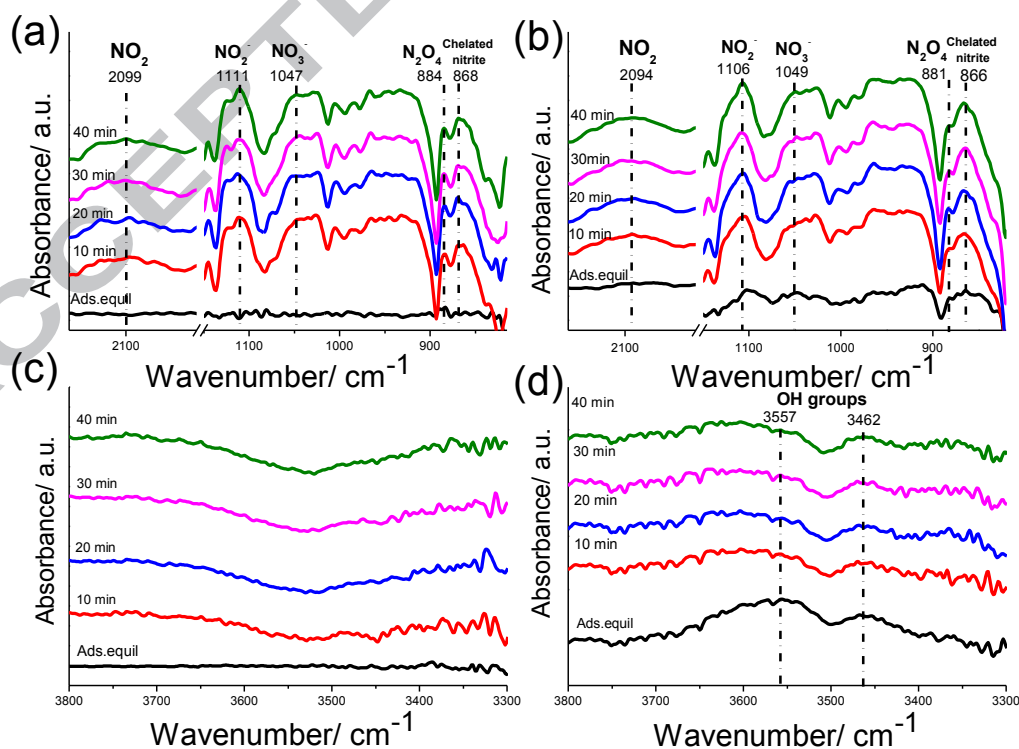 ACCEPTE
(a)
NO2 NO2- NO3- N2O4 Chelated nitrite
2099 1111 1047 884 868
40 min
30 min
20 min
10 min
Ads.equil
Absorbance/ a.u.
2100 1100 1000 900
Wavenumber/ cm-1
(b)
NO2 NO2- NO3- N2O4 Chelated nitrite
2094 1106 1049 881 866
40 min
30min
20 min
10 min
Ads.equil
Absorbance/ a.u.
2100 1100 1000 900
Wavenumber/ cm-1
(c)
40 min
30 min
20 min
10 min
Ads.equil
Absorbance/ a.u.
3800 3700 3600 3500 3400 3300
Wavenumber/ cm-1
(d)
OH groups
3557 3462
40 min
30 min
20 min
10 min
Ads.equil
Absorbance/ a.u.
3800 3700 3600 3500 3400 3300
Wavenumber/ cm-1